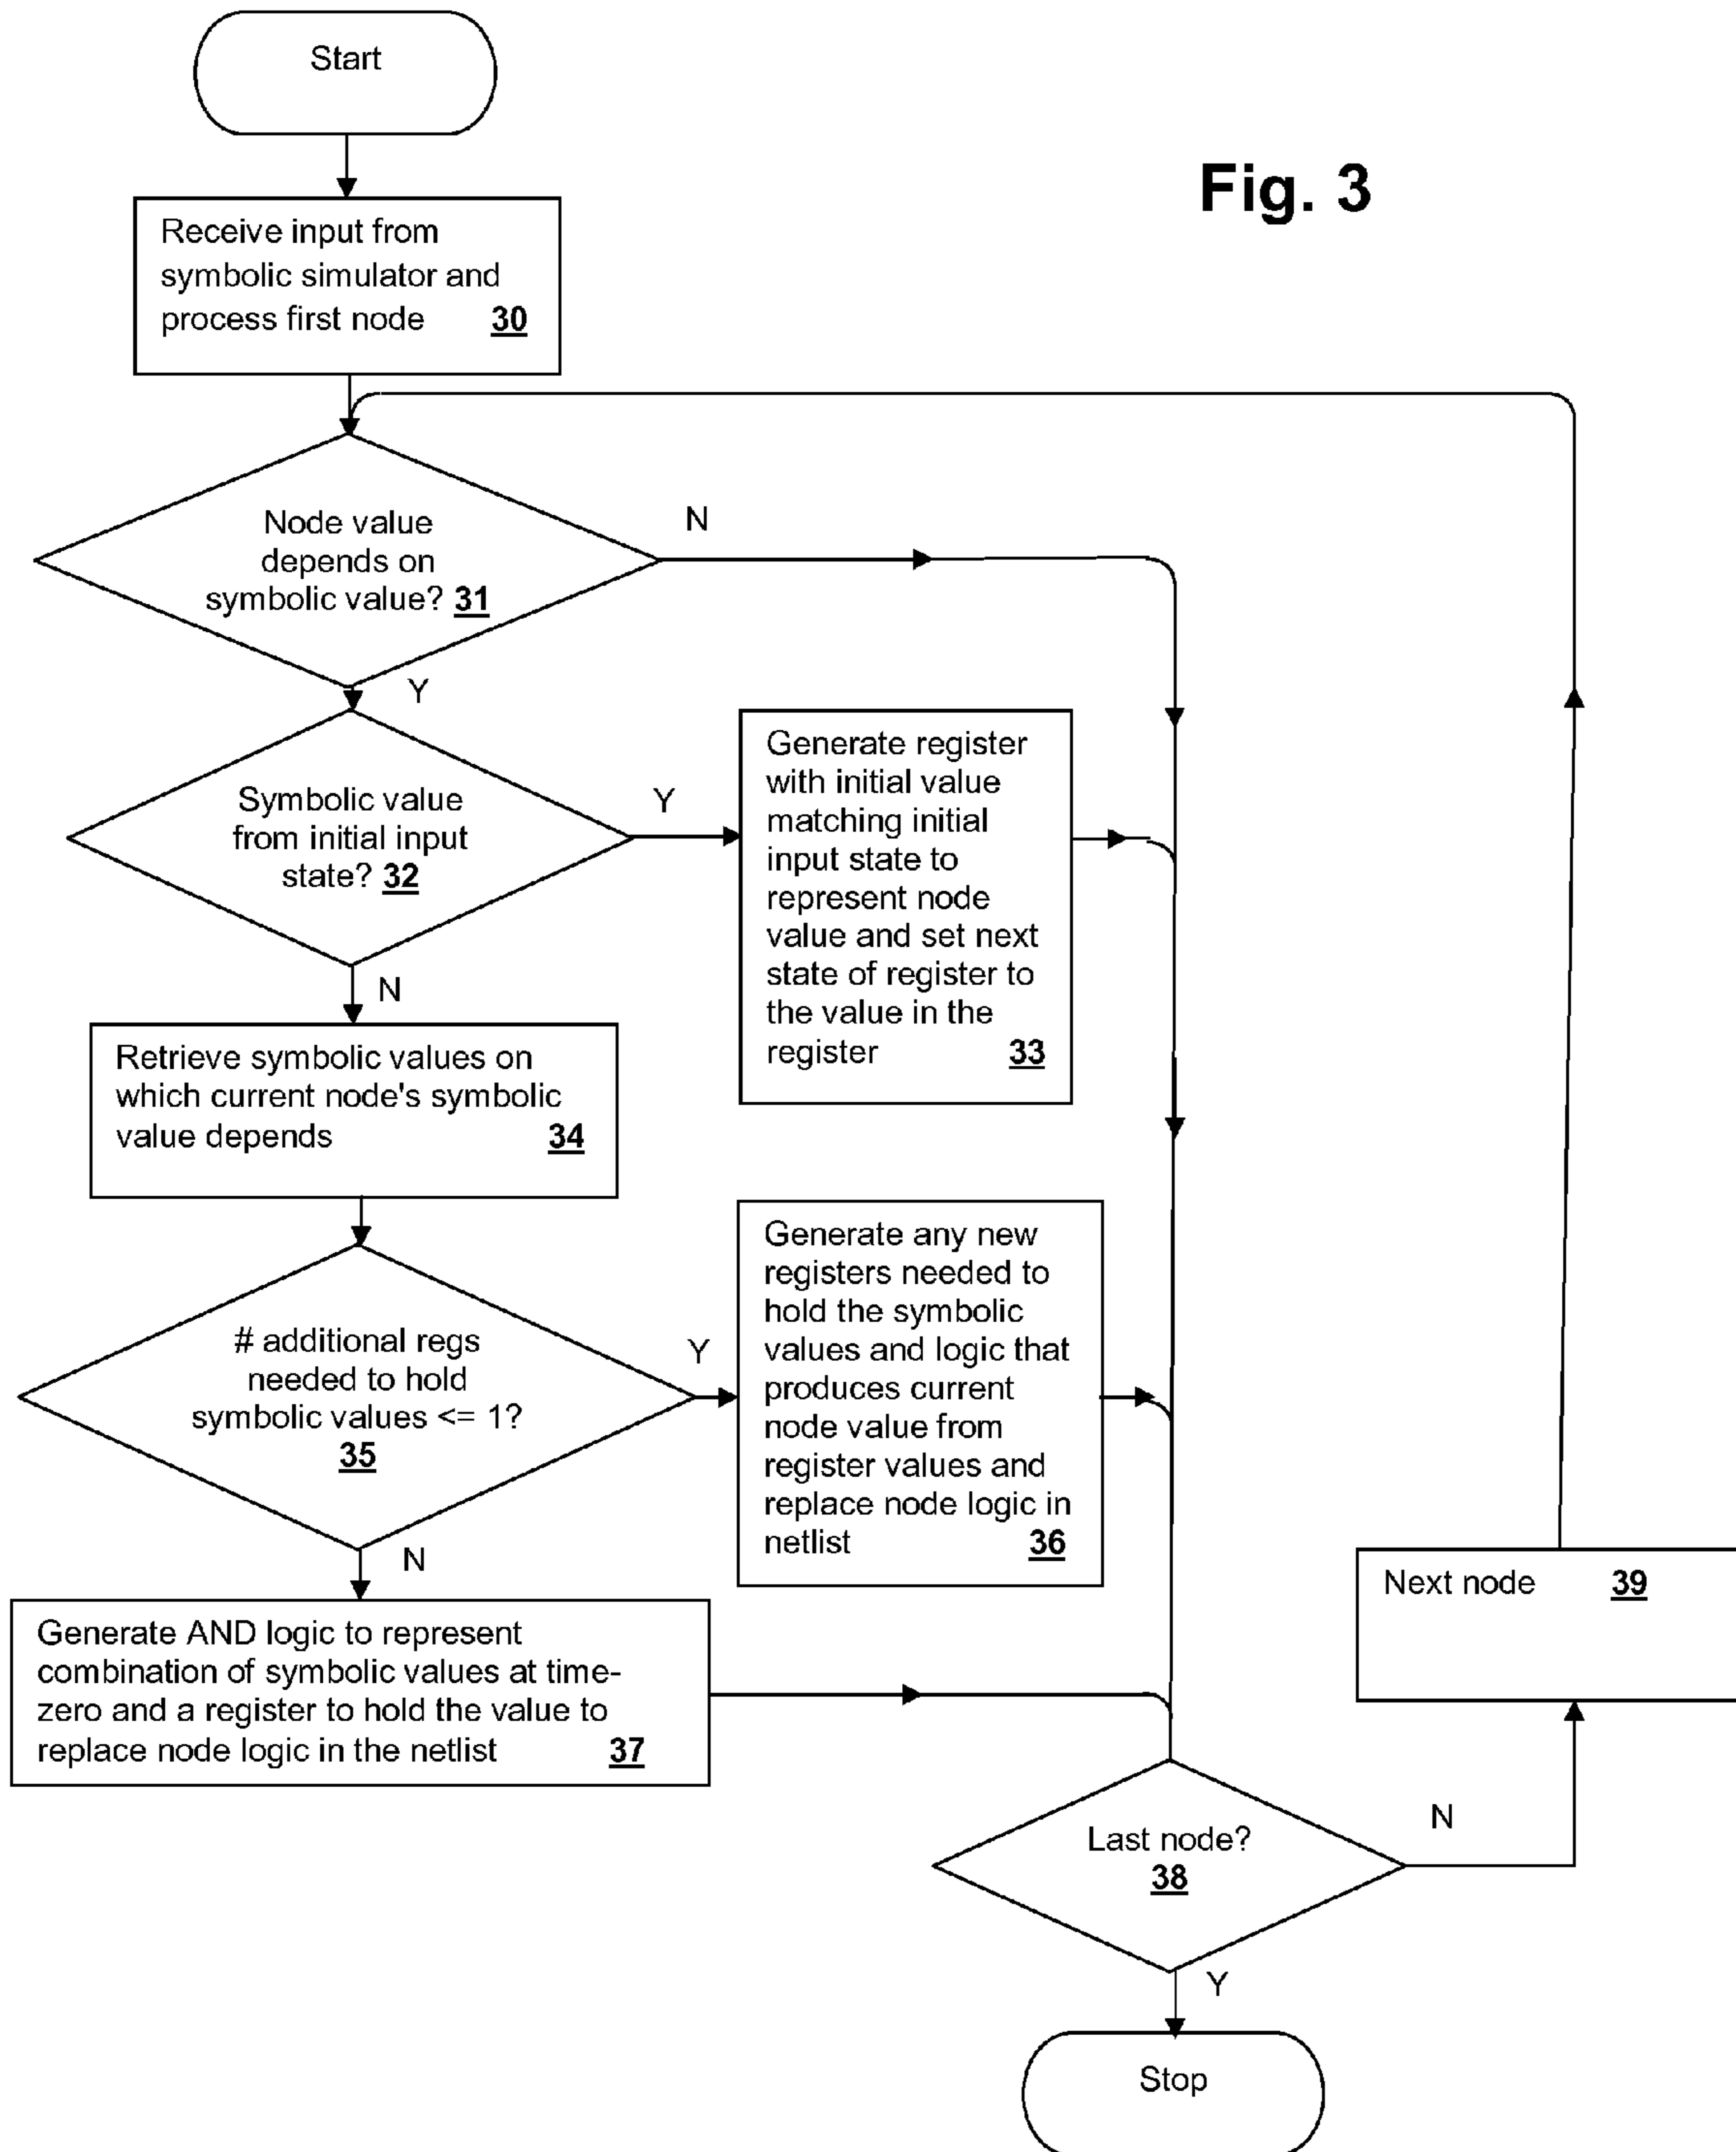 Start
Fig. 3
Receive input from
symbolic simulator and
process first node 30
Node value
depends on
symbolic value? 31
N
Y
Symbolic value
from initial input
state? 32
Y
N
Generate register
with initial value
matching initial
input state to
represent node
value and set next
state of register to
the value in the
register 33
Retrieve symbolic values on
which current node's symbolic
value depends 34
# additional regs
needed to hold
symbolic values <= 1?
35
Y
N
Generate any new
registers needed to
hold the symbolic
values and logic that
produces current
node value from
register values and
replace node logic in
netlist 36
Generate AND logic to represent
combination of symbolic values at time-
zero and a register to hold the value to
replace node logic in the netlist 37
Next node 39
Last node?
38
N
Y
Stop